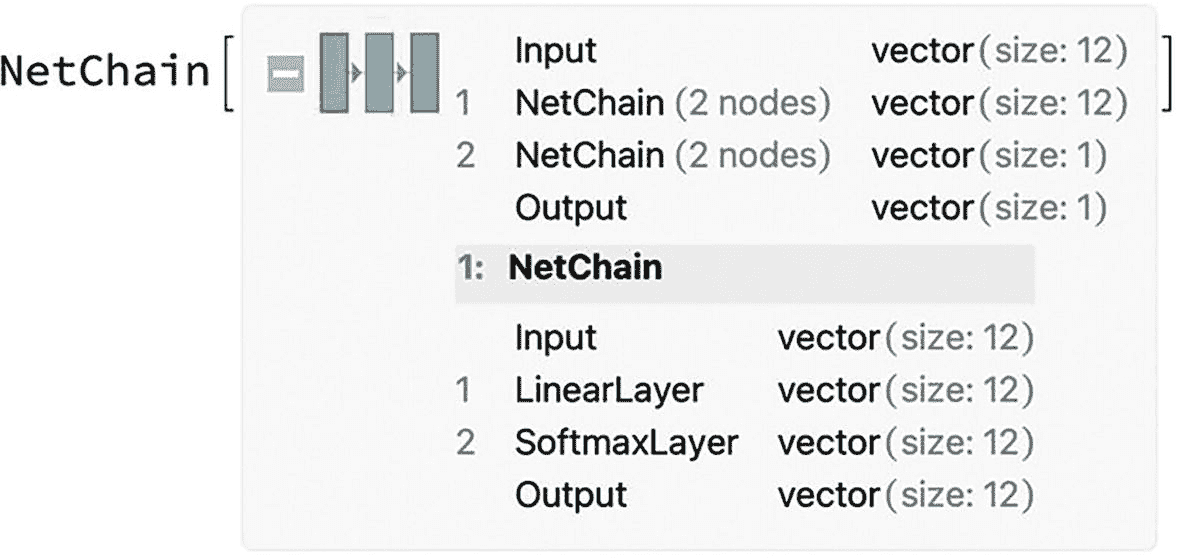 NetChain[ Input vector(size: 12) ]
1 NetChain (2 nodes) vector(size: 12)
2 NetChain (2 nodes) vector(size: 1)
Output vector(size: 1)
1: NetChain
Input vector(size: 12)
1 LinearLayer vector(size: 12)
2 SoftmaxLayer vector(size: 12)
Output vector(size: 12)